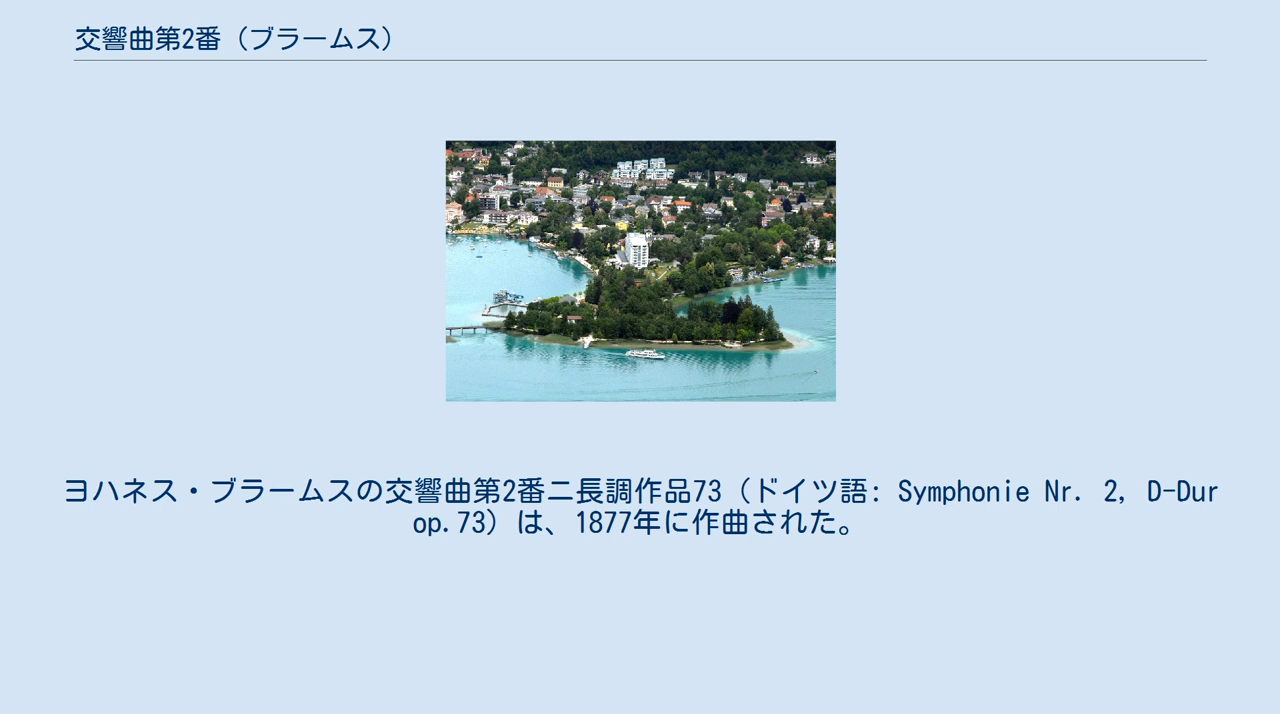 交響曲第2番（ブラームス）
ヨハネス・ブラームスの交響曲第2番ニ長調作品73（ドイツ語: Symphonie Nr. 2, D-Dur
op.73）は、1877年に作曲された。